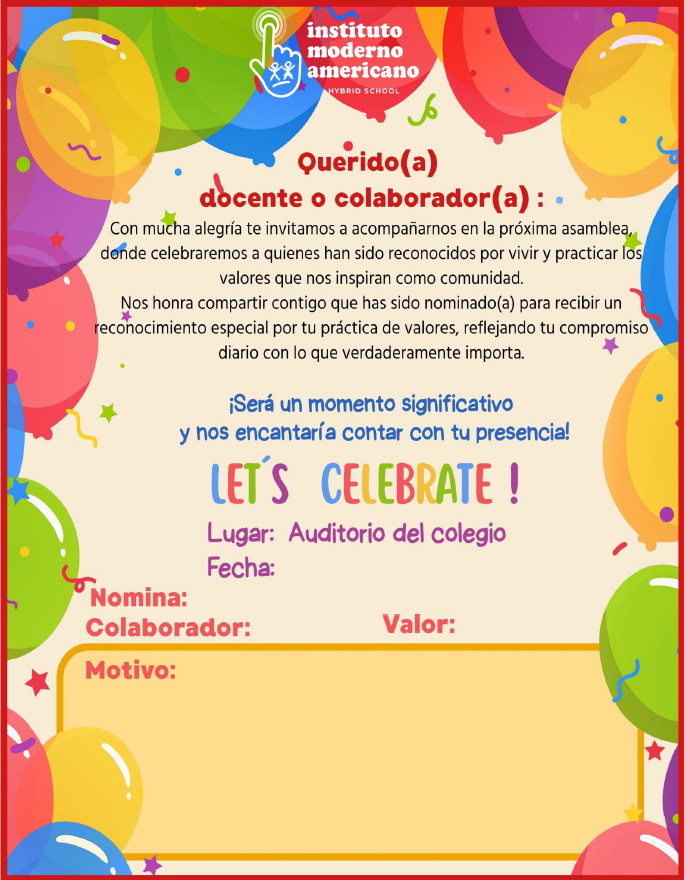 instituto
moderno
americano
HYBRID SCHOOL
Querido(a)
docente o colaborador(a) :
Con mucha alegría te invitamos a acompañarnos en la próxima asamblea,
donde celebraremos a quienes han sido reconocidos por vivir y practicar los
valores que nos inspiran como comunidad.
Nos honra compartir contigo que has sido nominado(a) para recibir un
reconocimiento especial por tu práctica de valores, reflejando tu compromiso
diario con lo que verdaderamente importa.
¡Será un momento significativo
y nos encantaría contar con tu presencia!
LET´S CELEBRATE !
Lugar: Auditorio del colegio
Fecha:
Nomina:
Colaborador:
Valor:
Motivo: